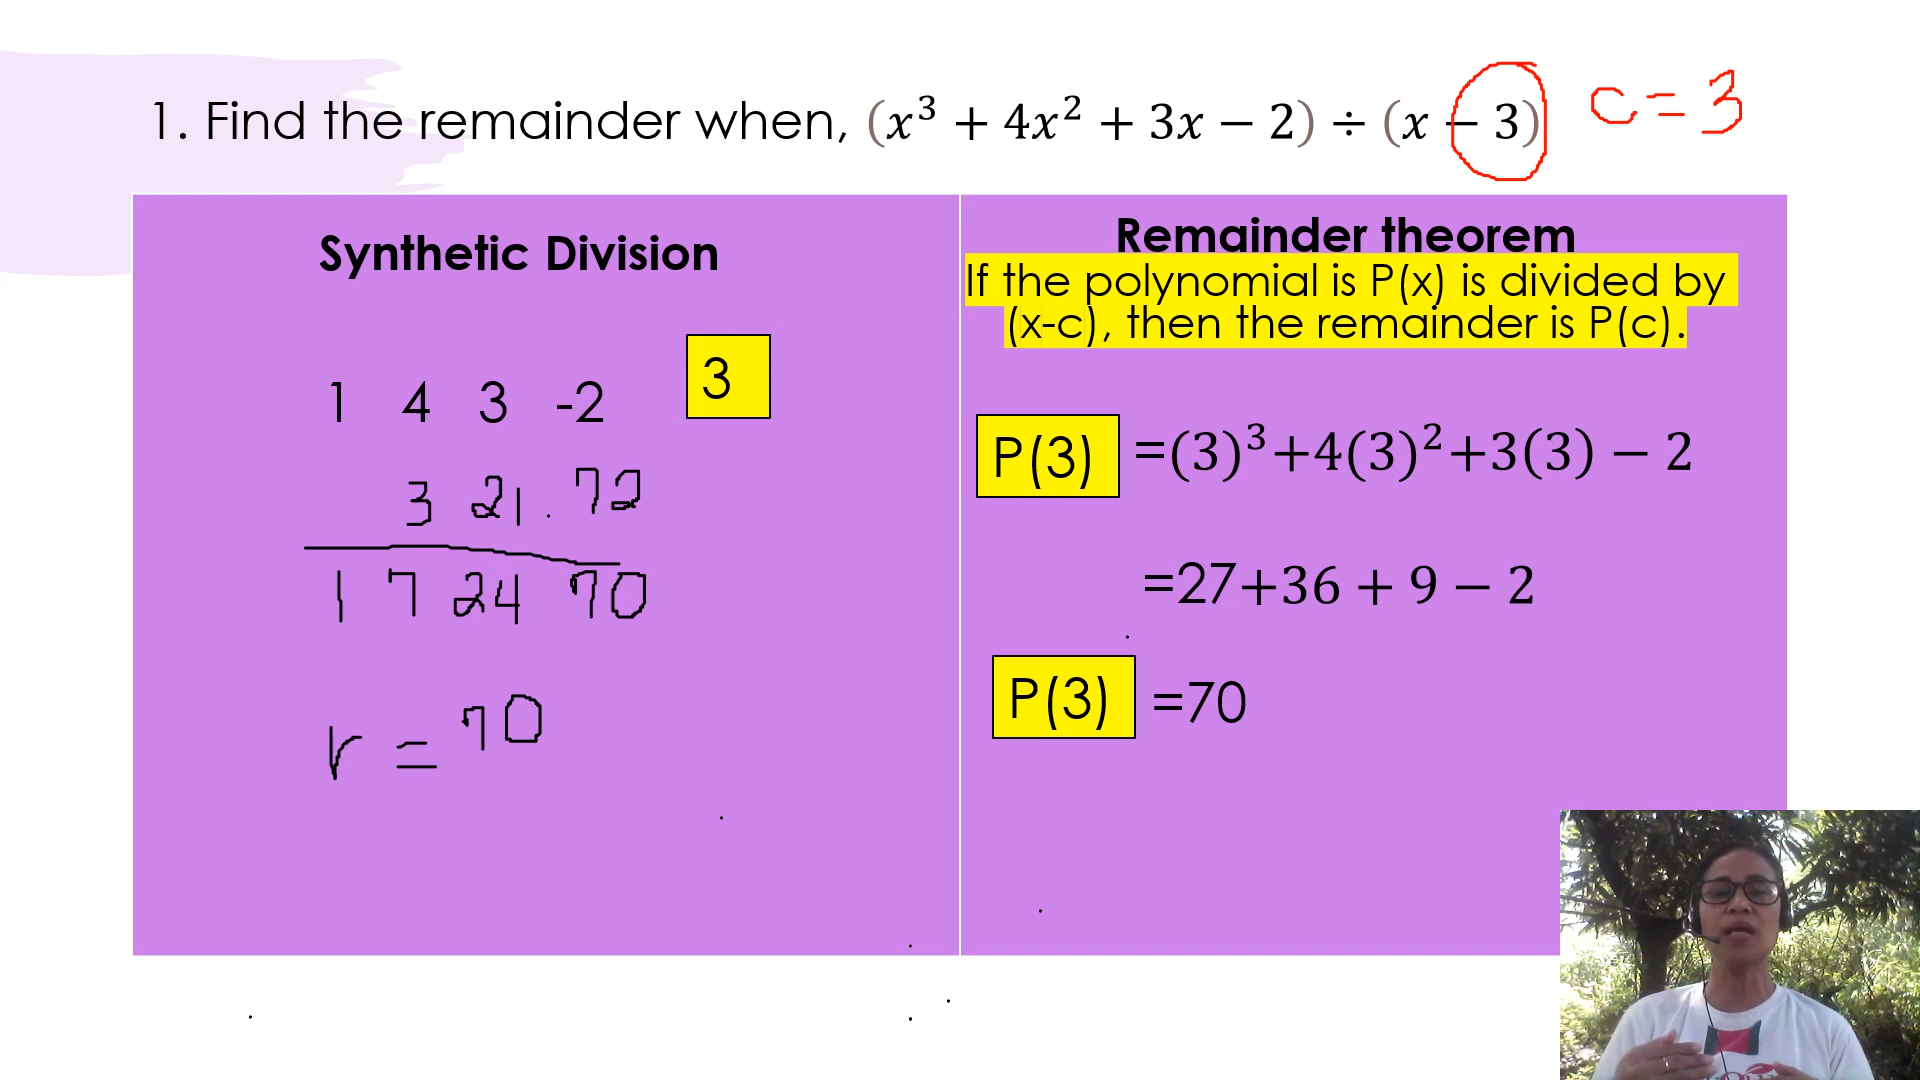 1. Find the remainder when, (x³ + 4x² + 3x − 2) ÷ (x − 3) c = 3
Synthetic Division
3
1 4 3 -2
3 21 72
1 7 24 70
r = 70
Remainder theorem
If the polynomial is P(x) is divided by
(x-c), then the remainder is P(c).
P(3) =(3)³+4(3)²+3(3) − 2
=27+36 + 9 − 2
P(3) =70